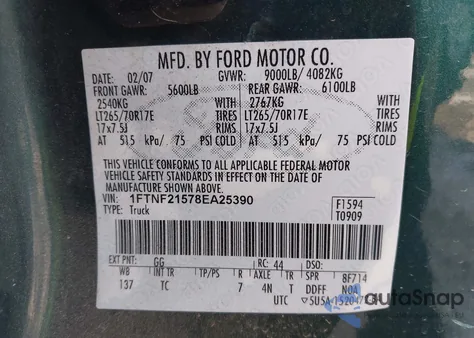 MFD. BY FORD MOTOR CO.
DATE: 02/07 GVWR: 9000LB/ 4082KG
FRONT GAWR: 5600LB REAR GAWR: 6100LB
2540KG WITH 2767KG WITH
LT265/70R17E TIRES LT265/70R17E TIRES
17x7.5J RIMS 17x7.5J RIMS
AT 515 kPa/ 75 PSI COLD AT 515 kPa/ 75 PSI COLD
THIS VEHICLE CONFORMS TO ALL APPLICABLE FEDERAL MOTOR
VEHICLE SAFETY STANDARDS IN EFFECT ON THE DATE OF
MANUFACTURE SHOWN ABOVE.
VIN: 1FTNF21578EA25390 F1594
TYPE: Truck T0909
EXT PNT: GG RC: 44 DSO:
WB INT TR TP/PS R AXLE TR SPR 8F714
137 TC 7 4N T DDFF NOA
UTC
autoSnap